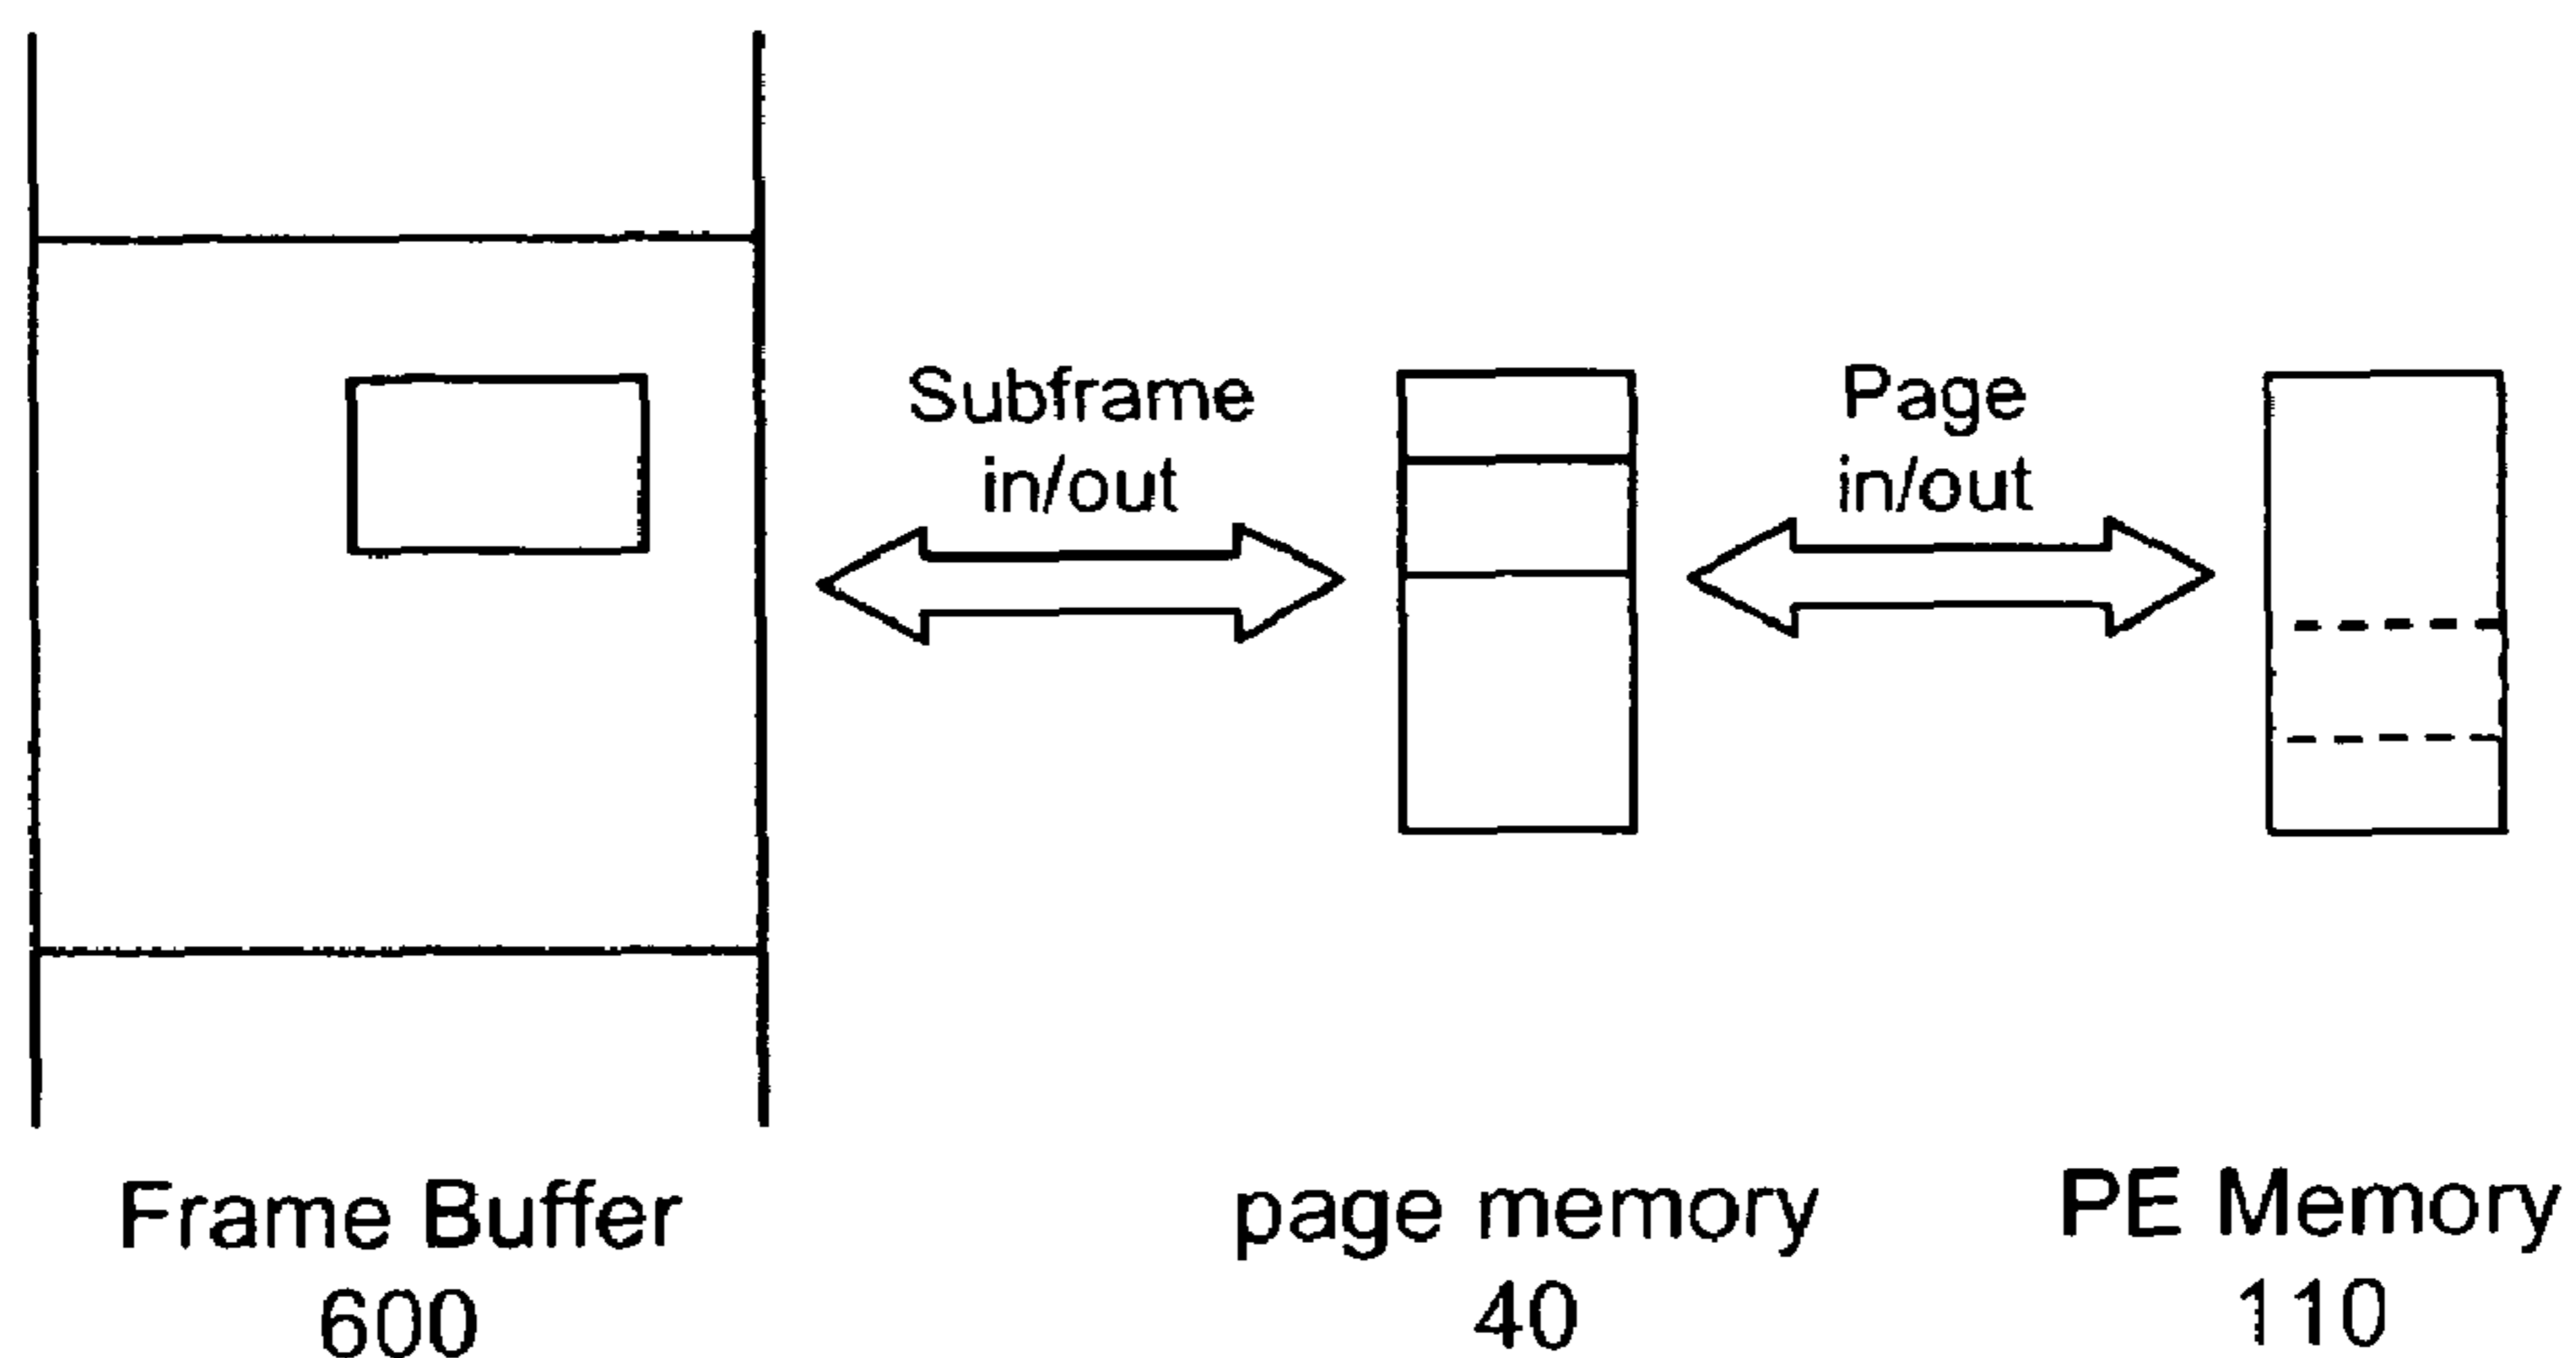 Subframe
in/out
Page
in/out
Frame Buffer
600
page memory
40
PE Memory
110